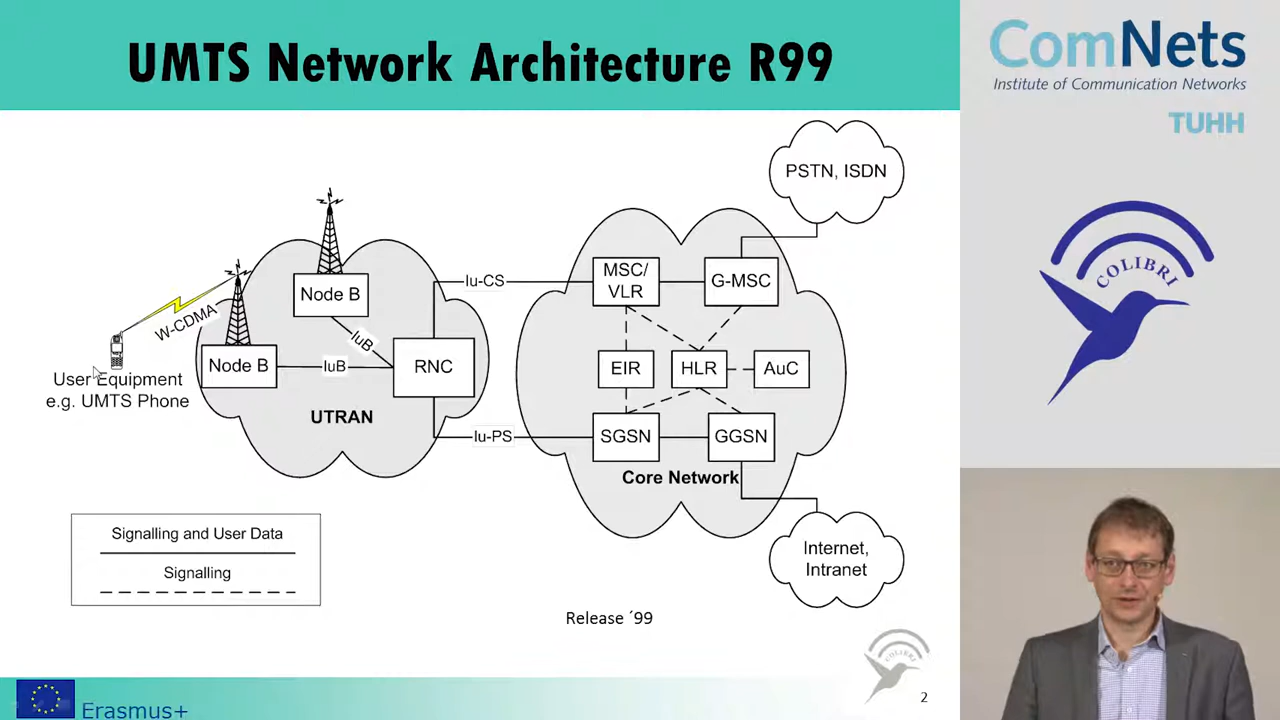 UMTS Network Architecture R99
ComNets
Institute of Communication Networks
TUHH
COLIBRI
PSTN, ISDN
MSC/
VLR
G-MSC
Iu-CS
Node B
W-CDMA
IuB
Node B
IuB
RNC
EIR
HLR
AuC
User Equipment
e.g. UMTS Phone
UTRAN
Iu-PS
SGSN
GGSN
Core Network
Signalling and User Data
Signalling
Internet,
Intranet
Release ´99
COLIBRI
2
Erasmus+